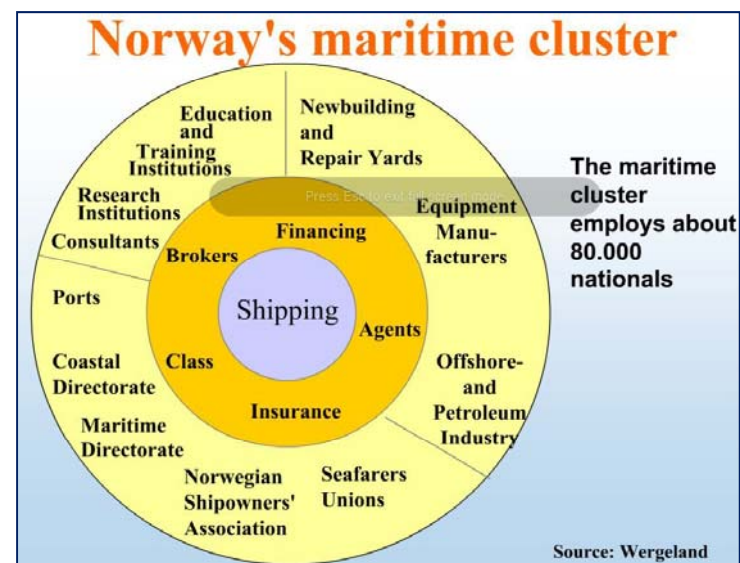 Norway's maritime cluster
Education
and
Training
Institutions
Research
Institutions
Consultants
Newbuilding
and
Repair Yards
Press Esc to exit full screen mode
Equipment
Manu-
facturers
Offshore-
and
Petroleum
Industry
Brokers
Financing
Shipping
Agents
Class
Insurance
Ports
Coastal
Directorate
Maritime
Directorate
Norwegian
Shipowners'
Association
Seafarers
Unions
The maritime
cluster
employs about
80.000
nationals
Source: Wergeland